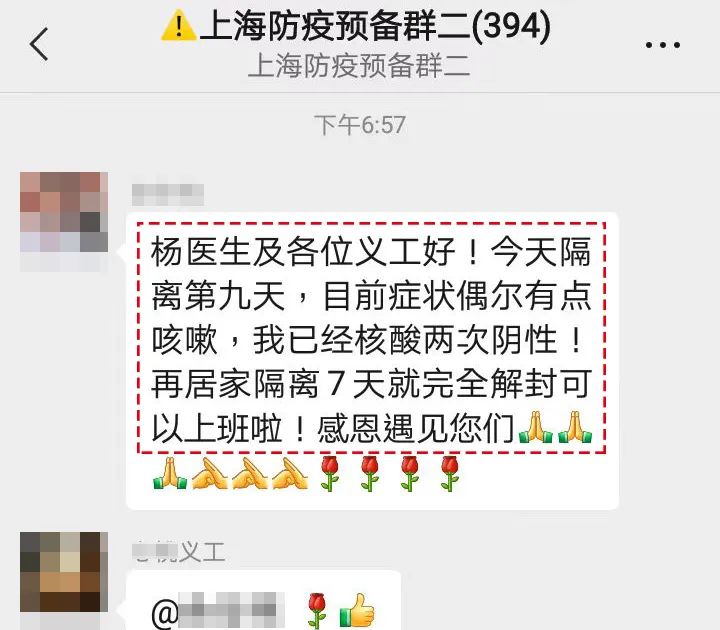 ⚠️上海防疫预备群二(394)
上海防疫预备群二
下午6:57
杨医生及各位义工好！今天隔
离第九天，目前症状偶尔有点
咳嗽，我已经核酸两次阴性！
再居家隔离7天就完全解封可
以上班啦！感恩遇见您们🙏🙏
🙏👏👏👏🌹🌹🌹🌹
义工
@ 🌹👍